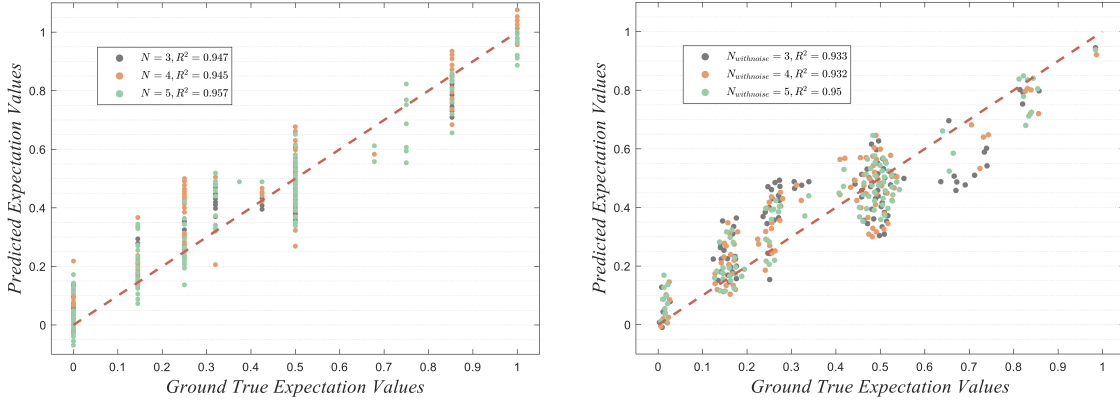 Predicted Expectation Values
1
0.8
0.6
0.4
0.2
0
N = 3, R² = 0.947
N = 4, R² = 0.945
N = 5, R² = 0.957
0 0.1 0.2 0.3 0.4 0.5 0.6 0.7 0.8 0.9 1
Ground True Expectation Values
Predicted Expectation Values
1
0.8
0.6
0.4
0.2
0
N_withnoise = 3, R² = 0.933
N_withnoise = 4, R² = 0.932
N_withnoise = 5, R² = 0.95
0 0.1 0.2 0.3 0.4 0.5 0.6 0.7 0.8 0.9 1
Ground True Expectation Values